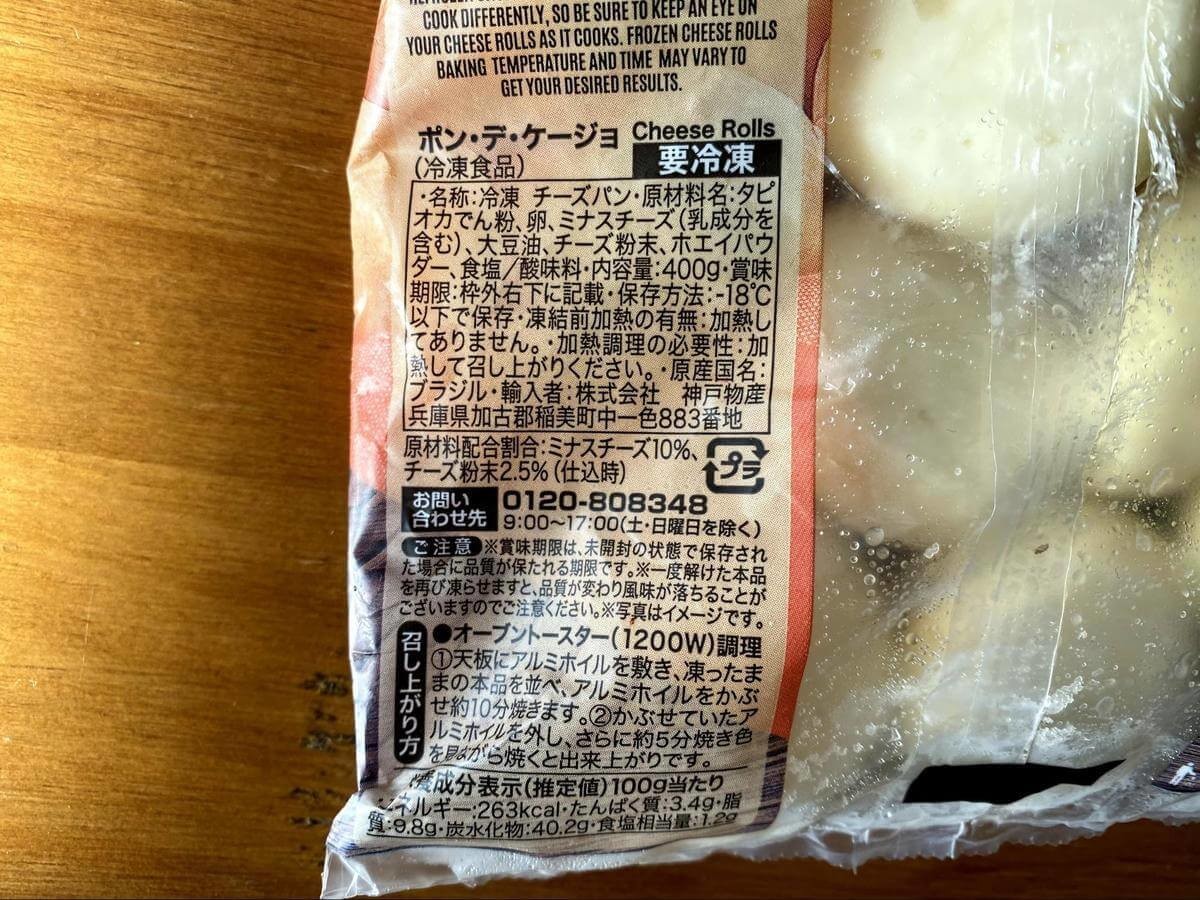 COOK DIFFERENTLY, SO BE SURE TO KEEP AN EYE ON
YOUR CHEESE ROLLS AS IT COOKS. FROZEN CHEESE ROLLS
BAKING TEMPERATURE AND TIME MAY VARY TO
GET YOUR DESIRED RESULTS.
ポン・デ・ケージョ Cheese Rolls
(冷凍食品) 要冷凍
・名称:冷凍 チーズパン・原材料名:タピ
オカでん粉、卵、ミナスチーズ(乳成分を
含む)、大豆油、チーズ粉末、ホエイパウ
ダー、食塩/酸味料・内容量:400g・賞味
期限:枠外右下に記載・保存方法:-18℃
以下で保存・凍結前加熱の有無:加熱し
てありません。・加熱調理の必要性:加
熱して召し上がりください。・原産国名:
ブラジル・輸入者:株式会社 神戸物産
兵庫県加古郡稲美町中一色883番地
原材料配合割合:ミナスチーズ10%、
チーズ粉末2.5%(仕込時)
プラ
お問い合わせ先 0120-808348
9:00〜17:00(土・日曜日を除く)
ご注意 ※賞味期限は、未開封の状態で保存され
た場合に品質が保たれる期限です。※一度解けた本品
を再び凍らせますと、品質が変わり風味が落ちることが
ございますのでご注意ください。※写真はイメージです。
召し上がり方
●オーブントースター(1200W)調理
①天板にアルミホイルを敷き、凍ったま
まの本品を並べ、アルミホイルをかぶ
せ約10分焼きます。②かぶせていたア
ルミホイルを外し、さらに約5分焼き色
を見ながら焼くと出来上がりです。
養成分表示(推定値)100g当たり
ネルギー:263kcal・たんぱく質:3.4g・脂
質:9.8g・炭水化物:40.2g・食塩相当量:1.2g